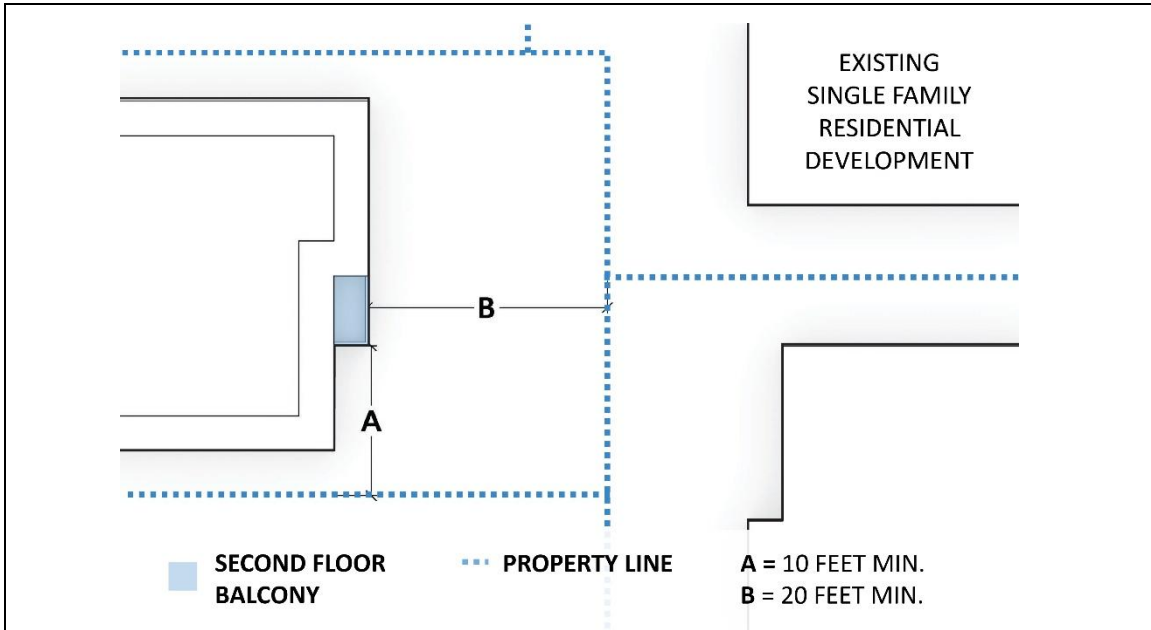 EXISTING
SINGLE FAMILY
RESIDENTIAL
DEVELOPMENT
B
A
SECOND FLOOR
BALCONY
PROPERTY LINE
A = 10 FEET MIN.
B = 20 FEET MIN.